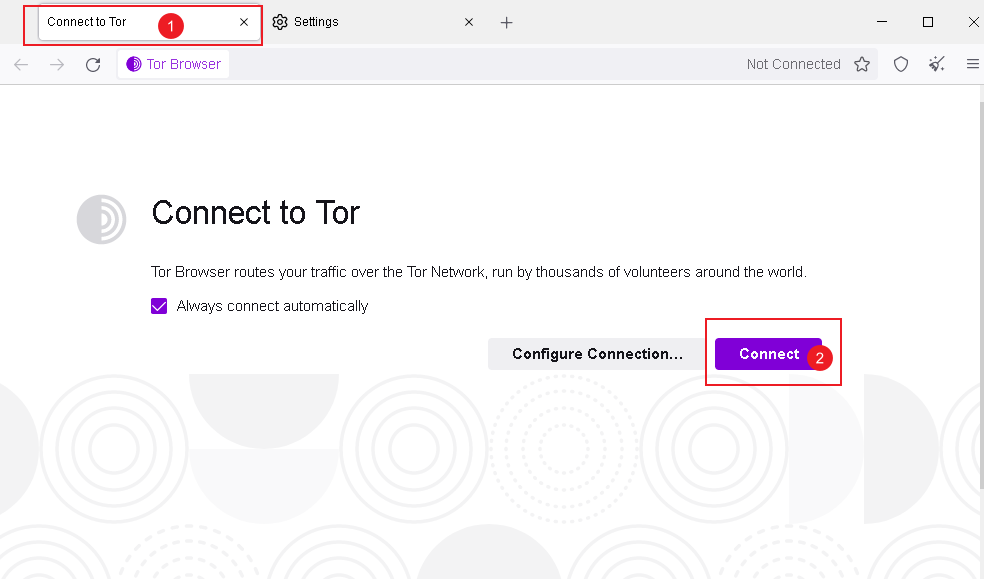 Connect to Tor 1 Settings
Tor Browser Not Connected
Connect to Tor
Tor Browser routes your traffic over the Tor Network, run by thousands of volunteers around the world.
Always connect automatically
Configure Connection... Connect 2